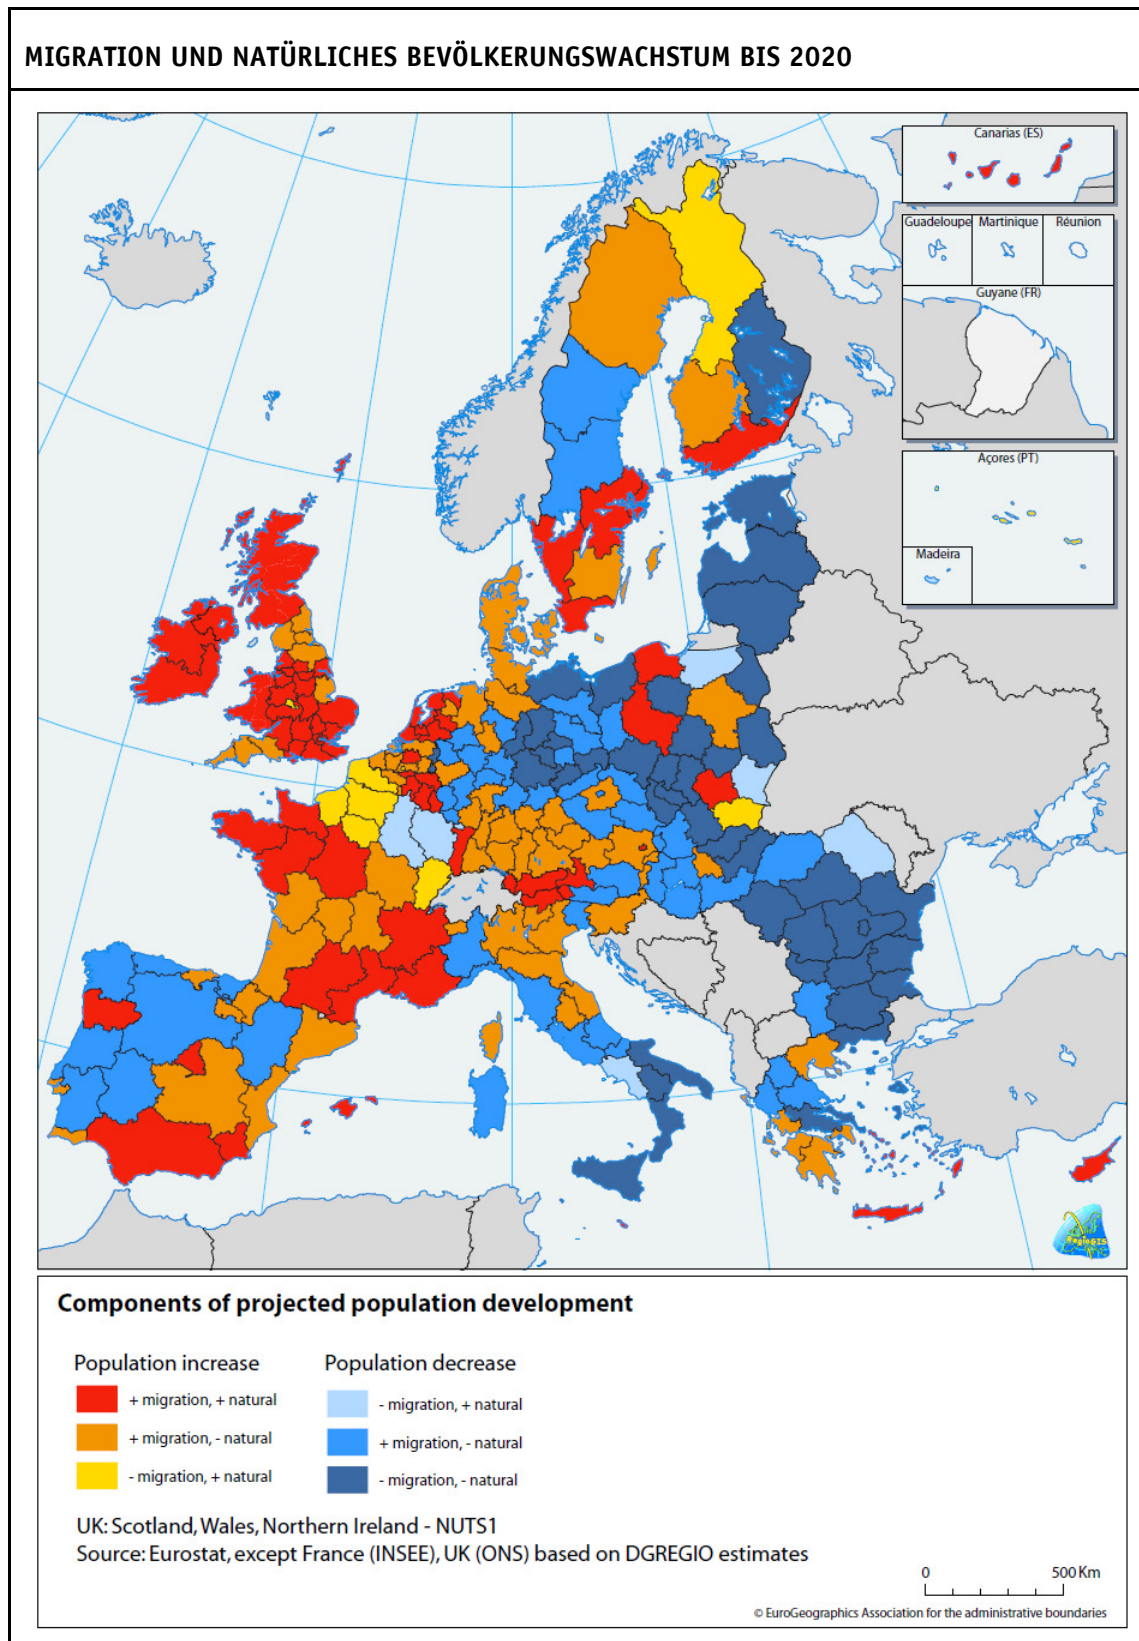 MIGRATION UND NATÜRLICHES BEVÖLKERUNGSWACHSTUM BIS 2020
Canarias (ES)
Guadeloupe
Martinique
Réunion
Guyane (FR)
Açores (PT)
Madeira
RegioGIS
Components of projected population development
Population increase
+ migration, + natural
+ migration, - natural
- migration, + natural
Population decrease
- migration, + natural
+ migration, - natural
- migration, - natural
UK: Scotland, Wales, Northern Ireland - NUTS1
Source: Eurostat, except France (INSEE), UK (ONS) based on DGREGIO estimates
0 500 Km
© EuroGeographics Association for the administrative boundaries